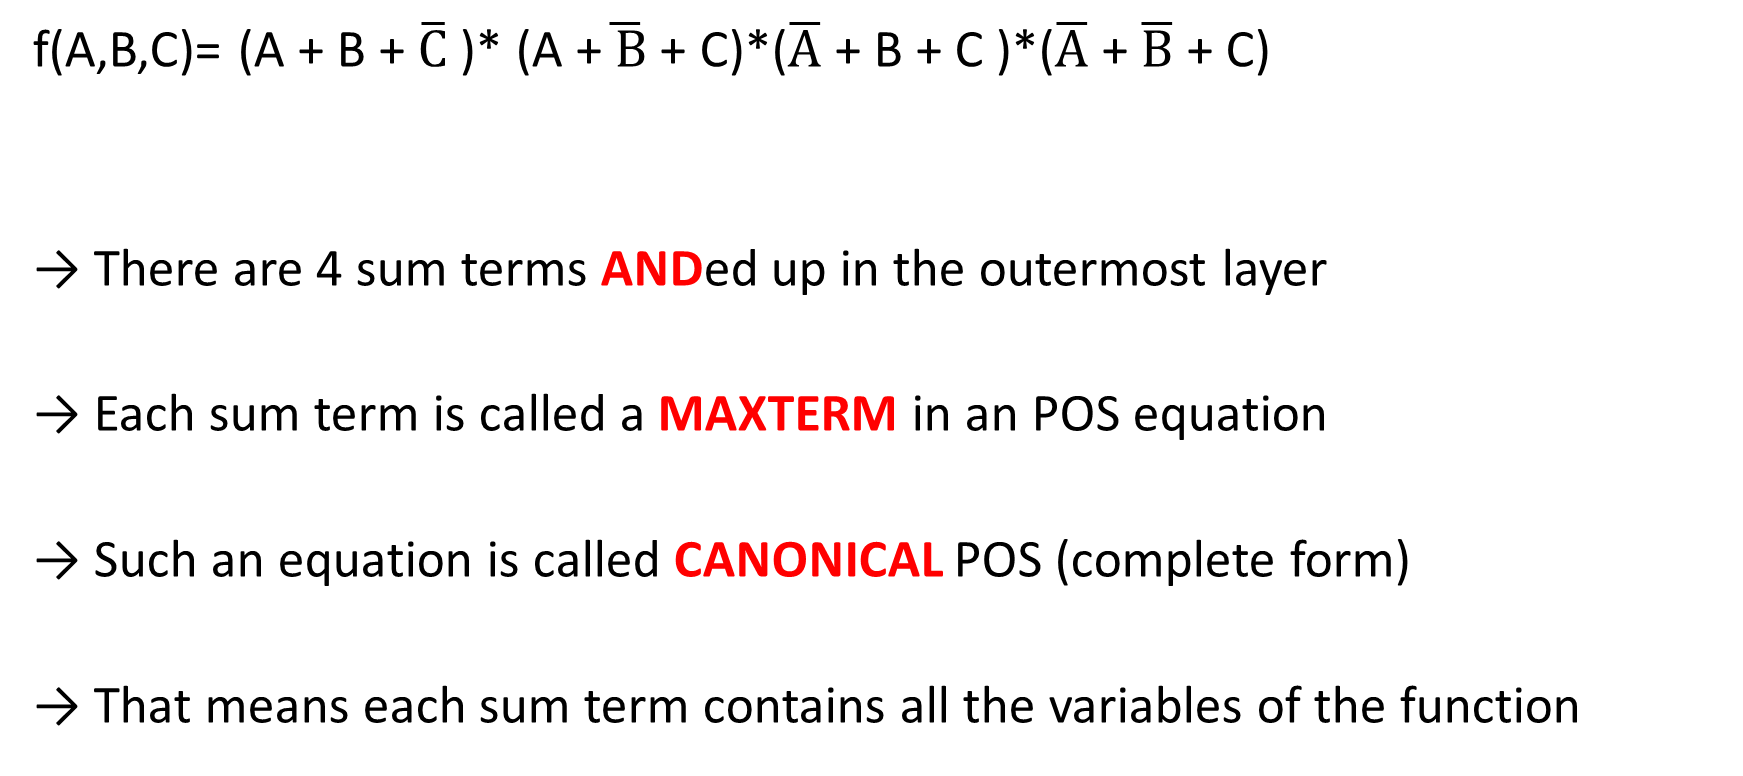 f(A,B,C)= (A + B + C̅ )* (A + B̅ + C)*(A̅ + B + C )*(A̅ + B̅ + C)
→ There are 4 sum terms ANDed up in the outermost layer
→ Each sum term is called a MAXTERM in an POS equation
→ Such an equation is called CANONICAL POS (complete form)
→ That means each sum term contains all the variables of the function